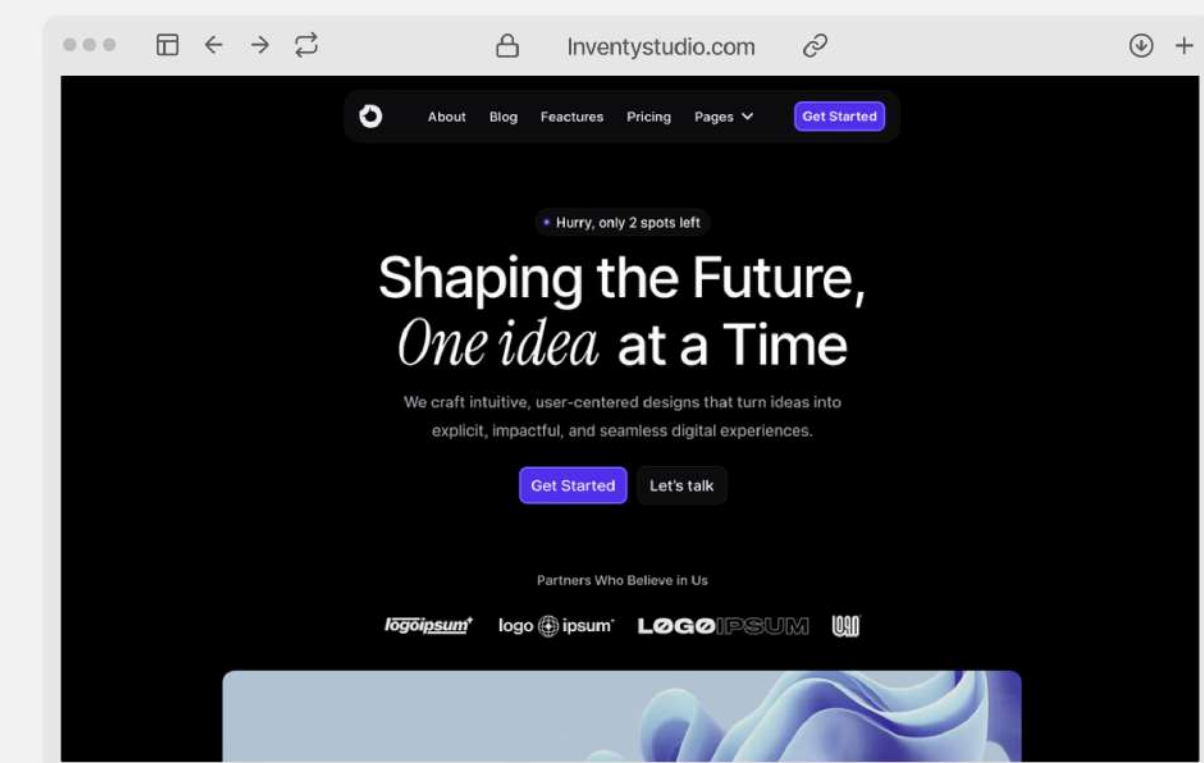 Inventystudio.com
About Blog Feactures Pricing Pages Get Started
Hurry, only 2 spots left
Shaping the Future,
One idea at a Time
We craft intuitive, user-centered designs that turn ideas into
explicit, impactful, and seamless digital experiences.
Get Started Let's talk
Partners Who Believe in Us
logoipsum logo ipsum LOGOIPSUM LOGO